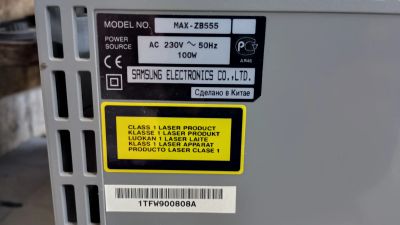 MODEL NO. MAX-ZB555
POWER SOURCE AC 230V ~ 50Hz
100W
SAMSUNG ELECTRONICS CO.,LTD.
Сделано в Китае
CLASS 1 LASER PRODUCT
KLASSE 1 LASER PRODUKT
LUOKAN 1 LASER LAITE
KLASS 1 LASER APPARAT
PRODUCTO LASER CLASE 1
1TFW900808A